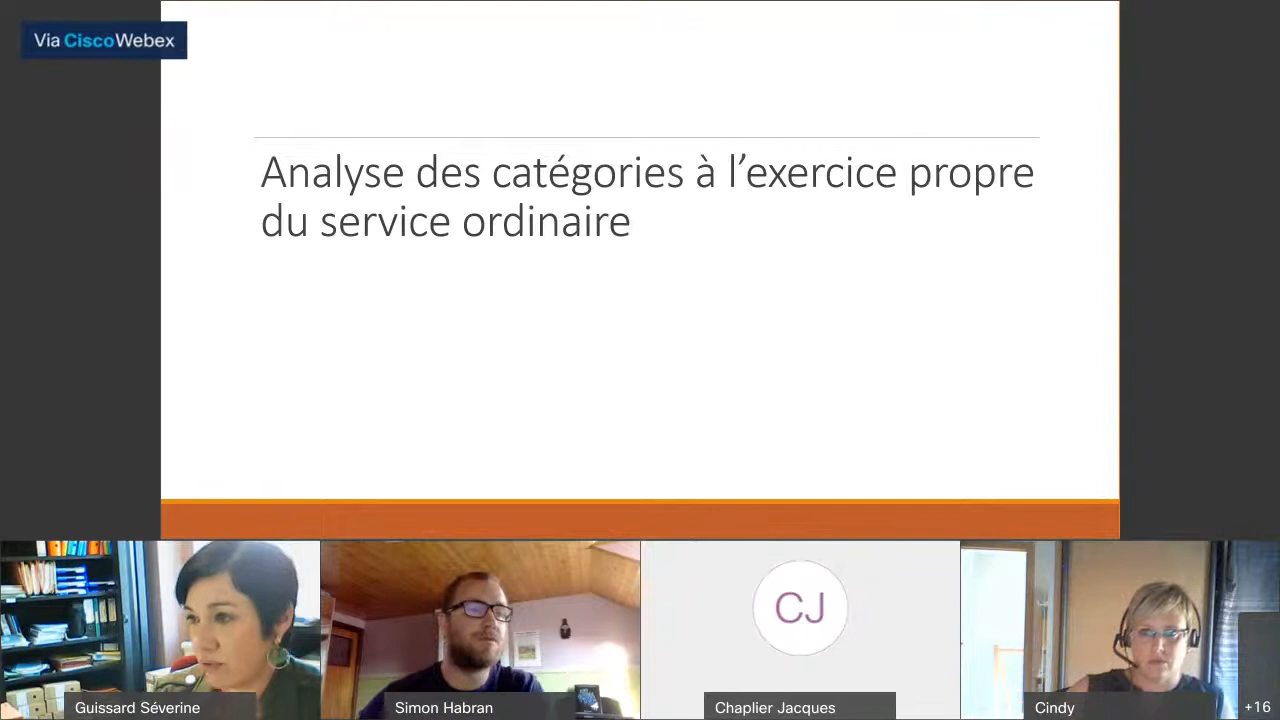 Via CiscoWebex
Analyse des catégories à l’exercice propre
du service ordinaire
CJ
Guissard Séverine
Simon Habran
Chaplier Jacques
Cindy
+16